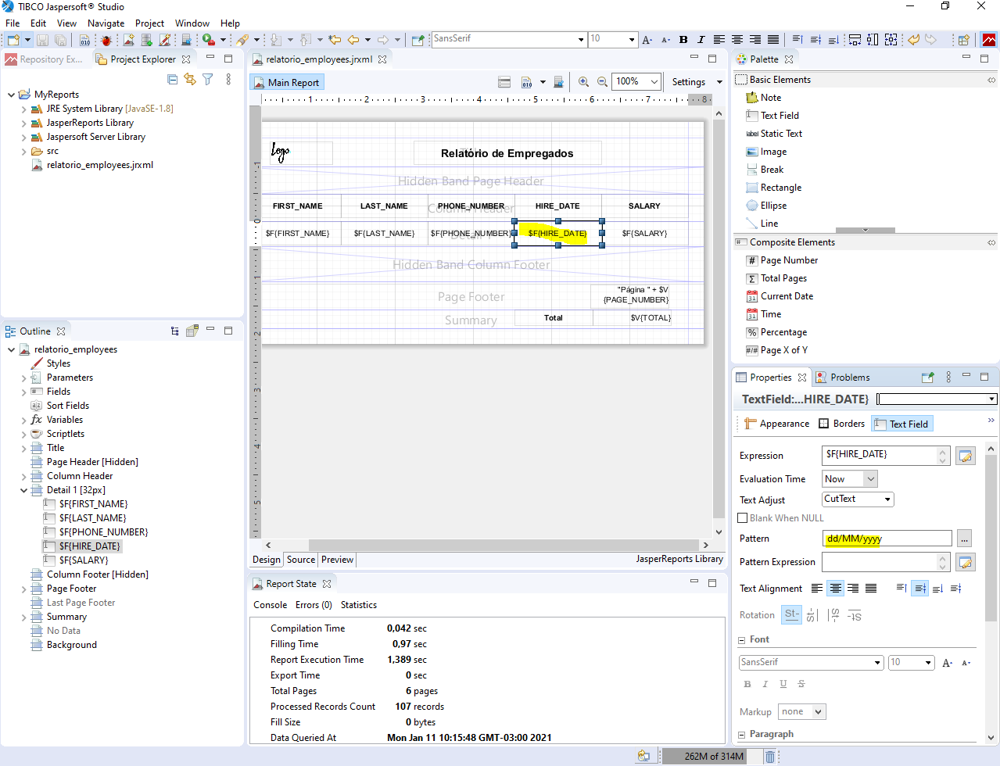 TIBCO Jaspersoft® Studio
File Edit View Navigate Project Window Help
SansSerif 10
Repository Ex... Project Explorer
MyReports
JRE System Library [JavaSE-1.8]
JasperReports Library
Jaspersoft Server Library
src
relatorio_employees.jrxml
Outline
relatorio_employees
Styles
Parameters
Fields
Sort Fields
Variables
Scriptlets
Title
Page Header [Hidden]
Column Header
Detail 1 [32px]
$F{FIRST_NAME}
$F{LAST_NAME}
$F{PHONE_NUMBER}
$F{HIRE_DATE}
$F{SALARY}
Column Footer [Hidden]
Page Footer
Last Page Footer
Summary
No Data
Background
relatorio_employees.jrxml
Main Report 100% Settings
1 2 3 4 5 6 7 8
Logo Relatório de Empregados
Hidden Band Page Header
FIRST_NAME LAST_NAME PHONE_NUMBER HIRE_DATE SALARY
Column Header
$F{FIRST_NAME} $F{LAST_NAME} $F{PHONE_NUMBER} $F{HIRE_DATE} $F{SALARY}
Hidden Band Column Footer
Page Footer "Página " + $V
{PAGE_NUMBER}
Summary Total $V{TOTAL}
Design Source Preview JasperReports Library
Report State
Console Errors (0) Statistics
Compilation Time 0,042 sec
Filling Time 0,97 sec
Report Execution Time 1,389 sec
Export Time 0 sec
Total Pages 6 pages
Processed Records Count 107 records
Fill Size 0 bytes
Data Queried At Mon Jan 11 10:15:48 GMT-03:00 2021
Palette
Basic Elements
Note
Text Field
label Static Text
Image
Break
Rectangle
Ellipse
Line
Composite Elements
# Page Number
Σ Total Pages
Current Date
Time
% Percentage
#/# Page X of Y
Properties Problems
TextField:...HIRE_DATE}
Appearance Borders Text Field
Expression $F{HIRE_DATE}
Evaluation Time Now
Text Adjust CutText
Blank When NULL
Pattern dd/MM/yyyy ...
Pattern Expression
Text Alignment
Rotation St-
Font
SansSerif 10 A A
B I U S
Markup none
Paragraph
262M of 314M